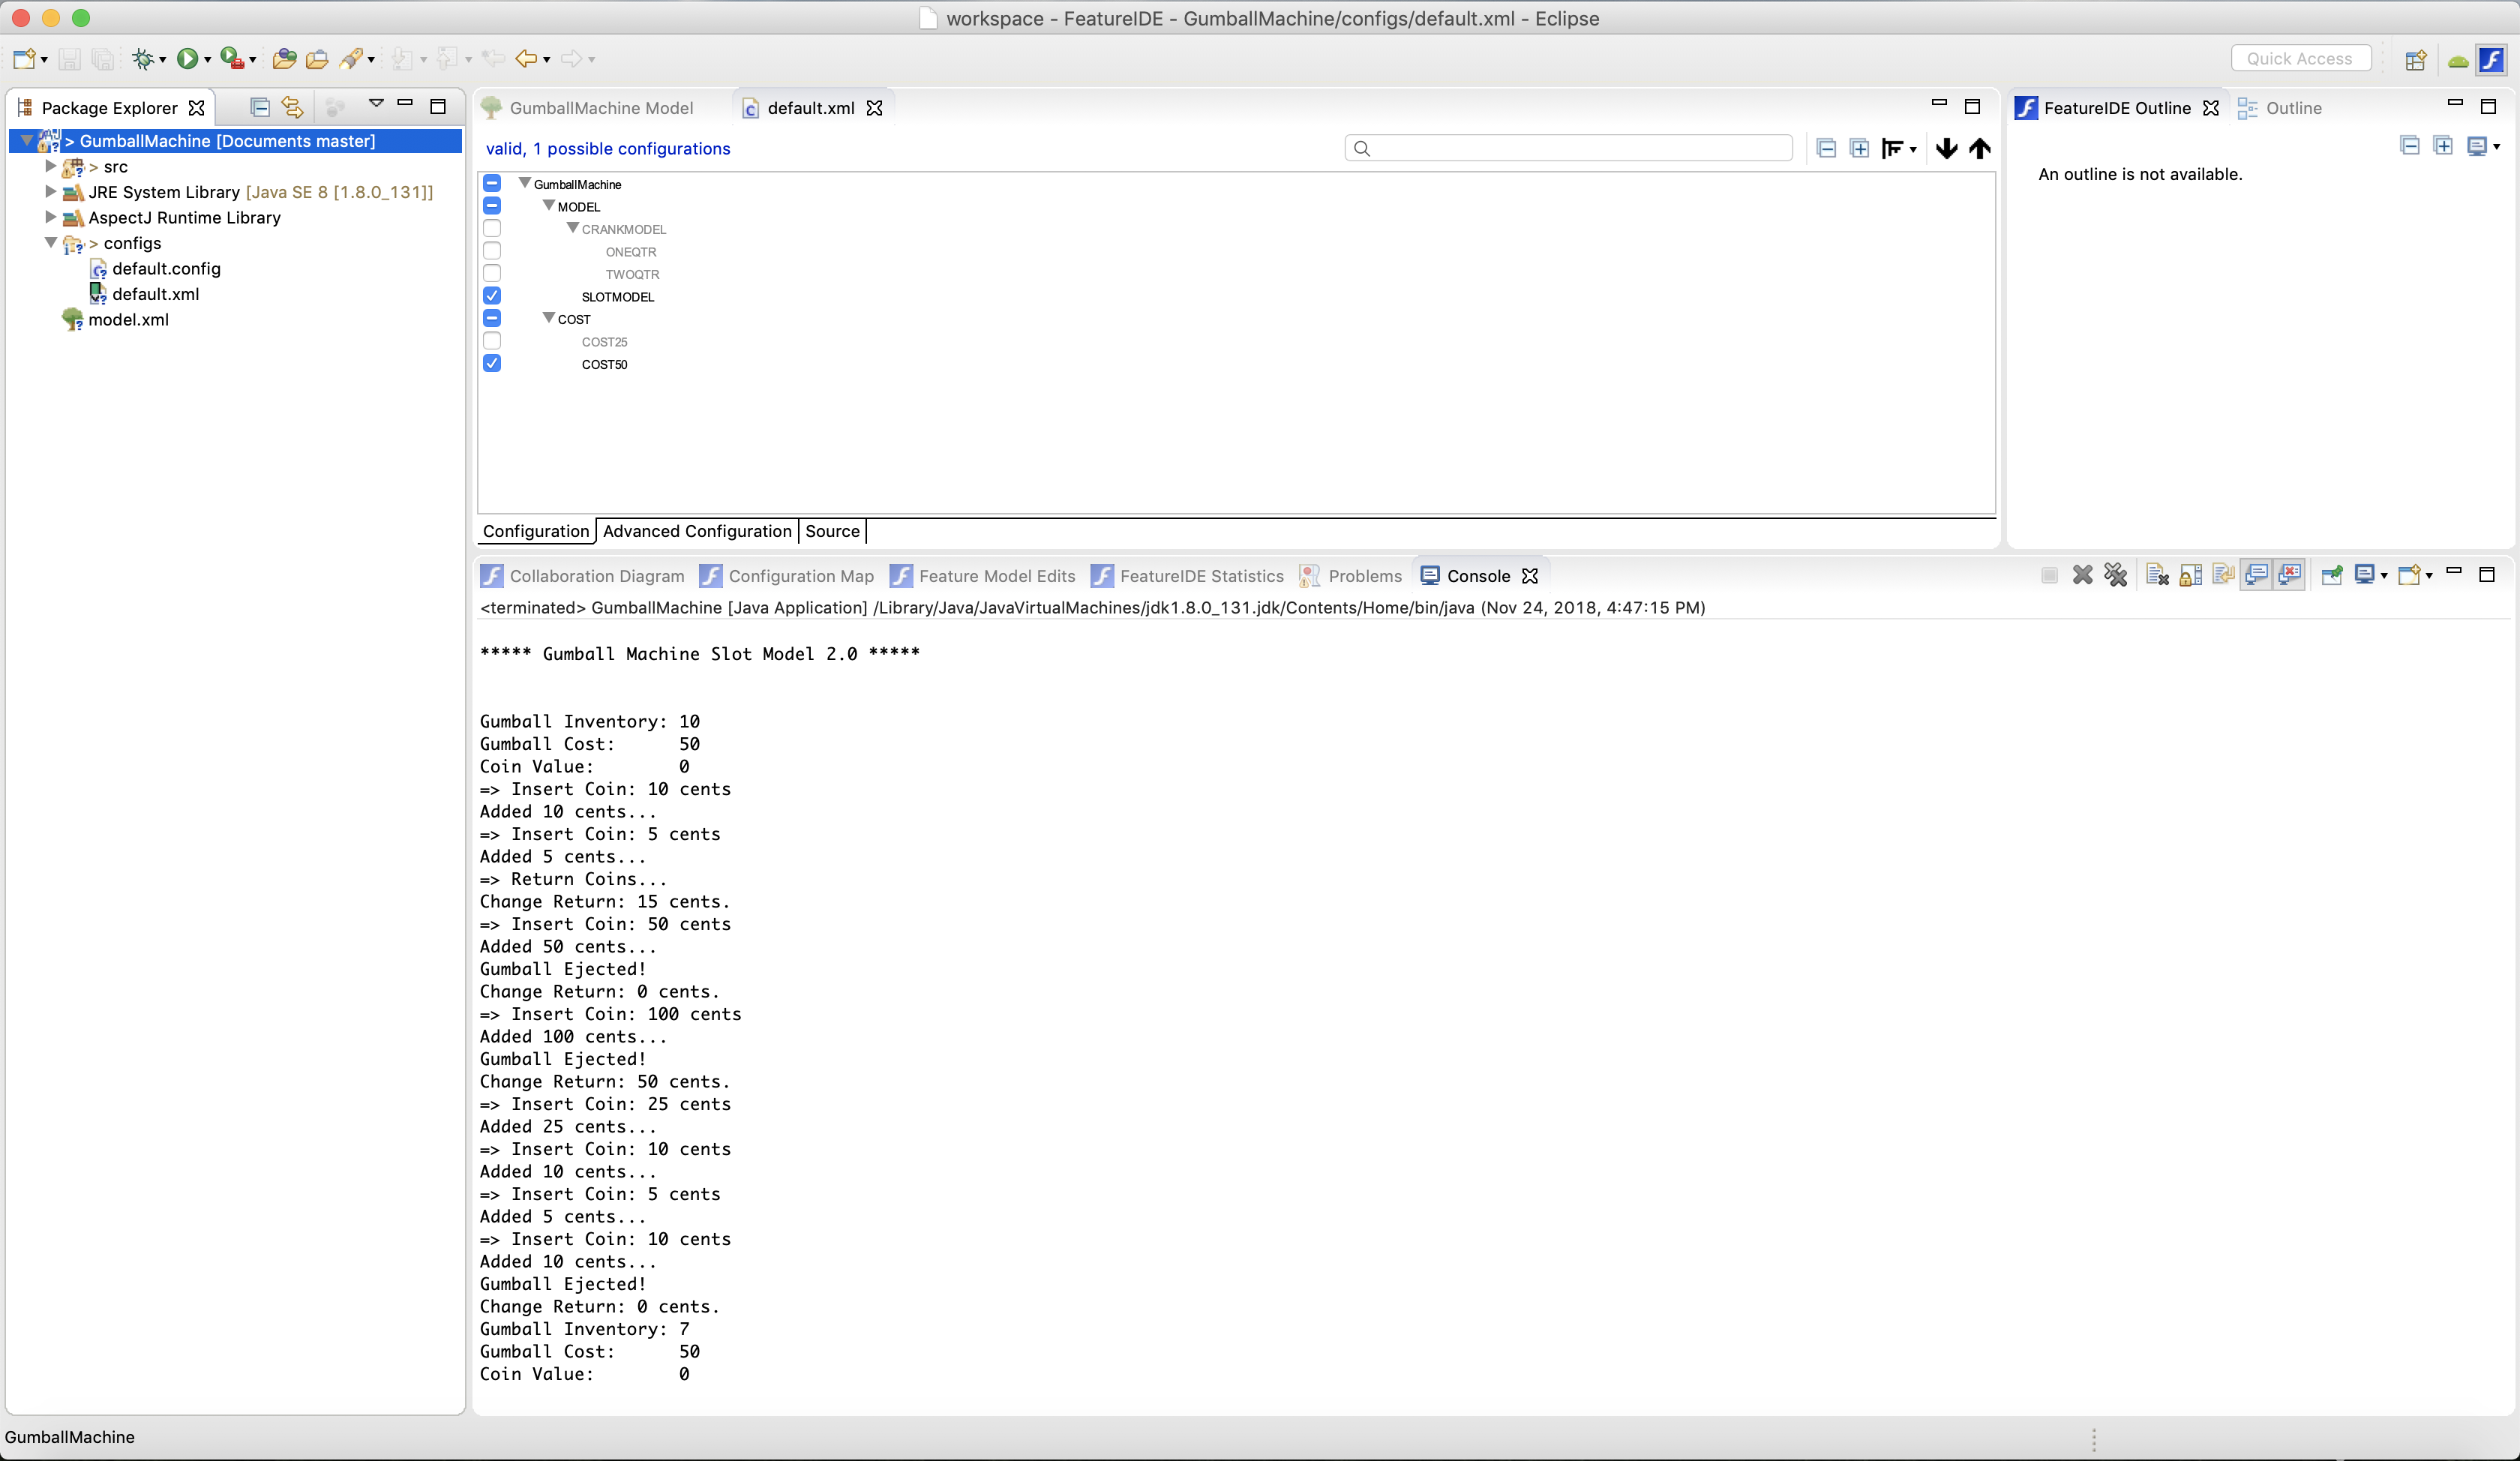 workspace - FeatureIDE - GumballMachine/configs/default.xml - Eclipse
Quick Access
Package Explorer
> GumballMachine [Documents master]
> src
JRE System Library [Java SE 8 [1.8.0_131]]
AspectJ Runtime Library
> configs
default.config
default.xml
model.xml
GumballMachine Model
default.xml
valid, 1 possible configurations
GumballMachine
MODEL
CRANKMODEL
ONEQTR
TWOQTR
SLOTMODEL
COST
COST25
COST50
Configuration Advanced Configuration Source
FeatureIDE Outline Outline
An outline is not available.
Collaboration Diagram Configuration Map Feature Model Edits FeatureIDE Statistics Problems Console
<terminated> GumballMachine [Java Application] /Library/Java/JavaVirtualMachines/jdk1.8.0_131.jdk/Contents/Home/bin/java (Nov 24, 2018, 4:47:15 PM)
***** Gumball Machine Slot Model 2.0 *****
Gumball Inventory: 10
Gumball Cost: 50
Coin Value: 0
=> Insert Coin: 10 cents
Added 10 cents...
=> Insert Coin: 5 cents
Added 5 cents...
=> Return Coins...
Change Return: 15 cents.
=> Insert Coin: 50 cents
Added 50 cents...
Gumball Ejected!
Change Return: 0 cents.
=> Insert Coin: 100 cents
Added 100 cents...
Gumball Ejected!
Change Return: 50 cents.
=> Insert Coin: 25 cents
Added 25 cents...
=> Insert Coin: 10 cents
Added 10 cents...
=> Insert Coin: 5 cents
Added 5 cents...
=> Insert Coin: 10 cents
Added 10 cents...
Gumball Ejected!
Change Return: 0 cents.
Gumball Inventory: 7
Gumball Cost: 50
Coin Value: 0
GumballMachine